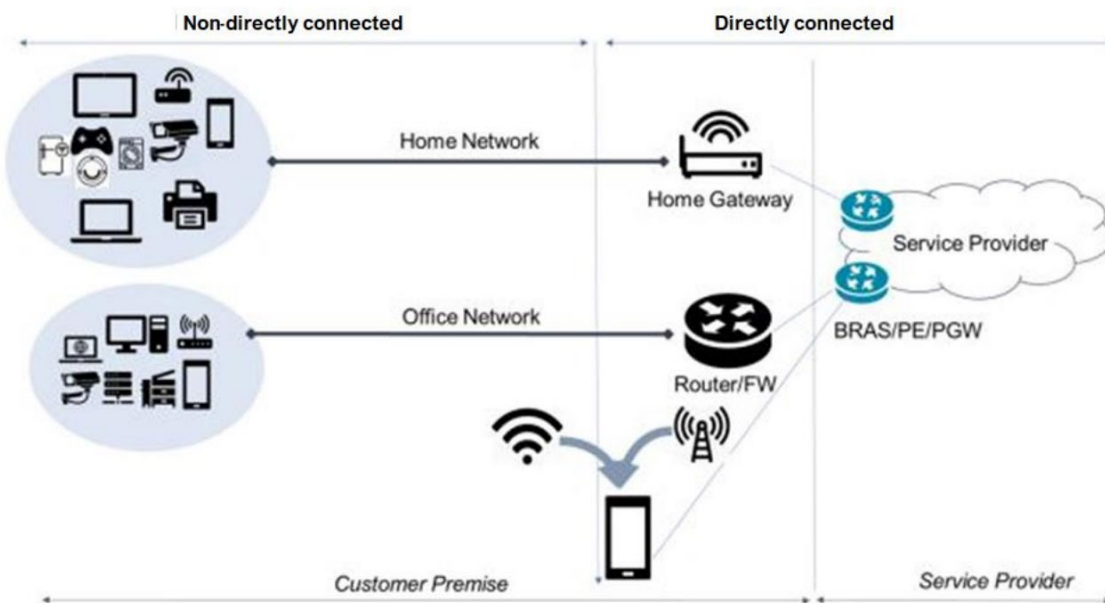 Non-directly connected
Directly connected
Home Network
Home Gateway
Service Provider
Office Network
BRAS/PE/PGW
Router/FW
Customer Premise
Service Provider